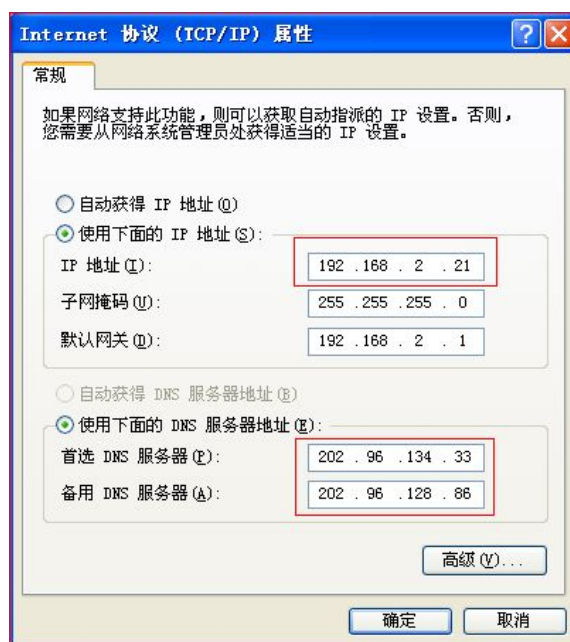 Internet 协议 (TCP/IP) 属性
常规
如果网络支持此功能，则可以获取自动指派的 IP 设置。否则，
您需要从网络系统管理员处获得适当的 IP 设置。
自动获得 IP 地址(O)
使用下面的 IP 地址(S):
IP 地址(I): 192 .168 . 2 . 21
子网掩码(U): 255 .255 .255 . 0
默认网关(D): 192 .168 . 2 . 1
自动获得 DNS 服务器地址(B)
使用下面的 DNS 服务器地址(E):
首选 DNS 服务器(P): 202 . 96 .134 . 33
备用 DNS 服务器(A): 202 . 96 .128 . 86
高级(V)...
确定 取消